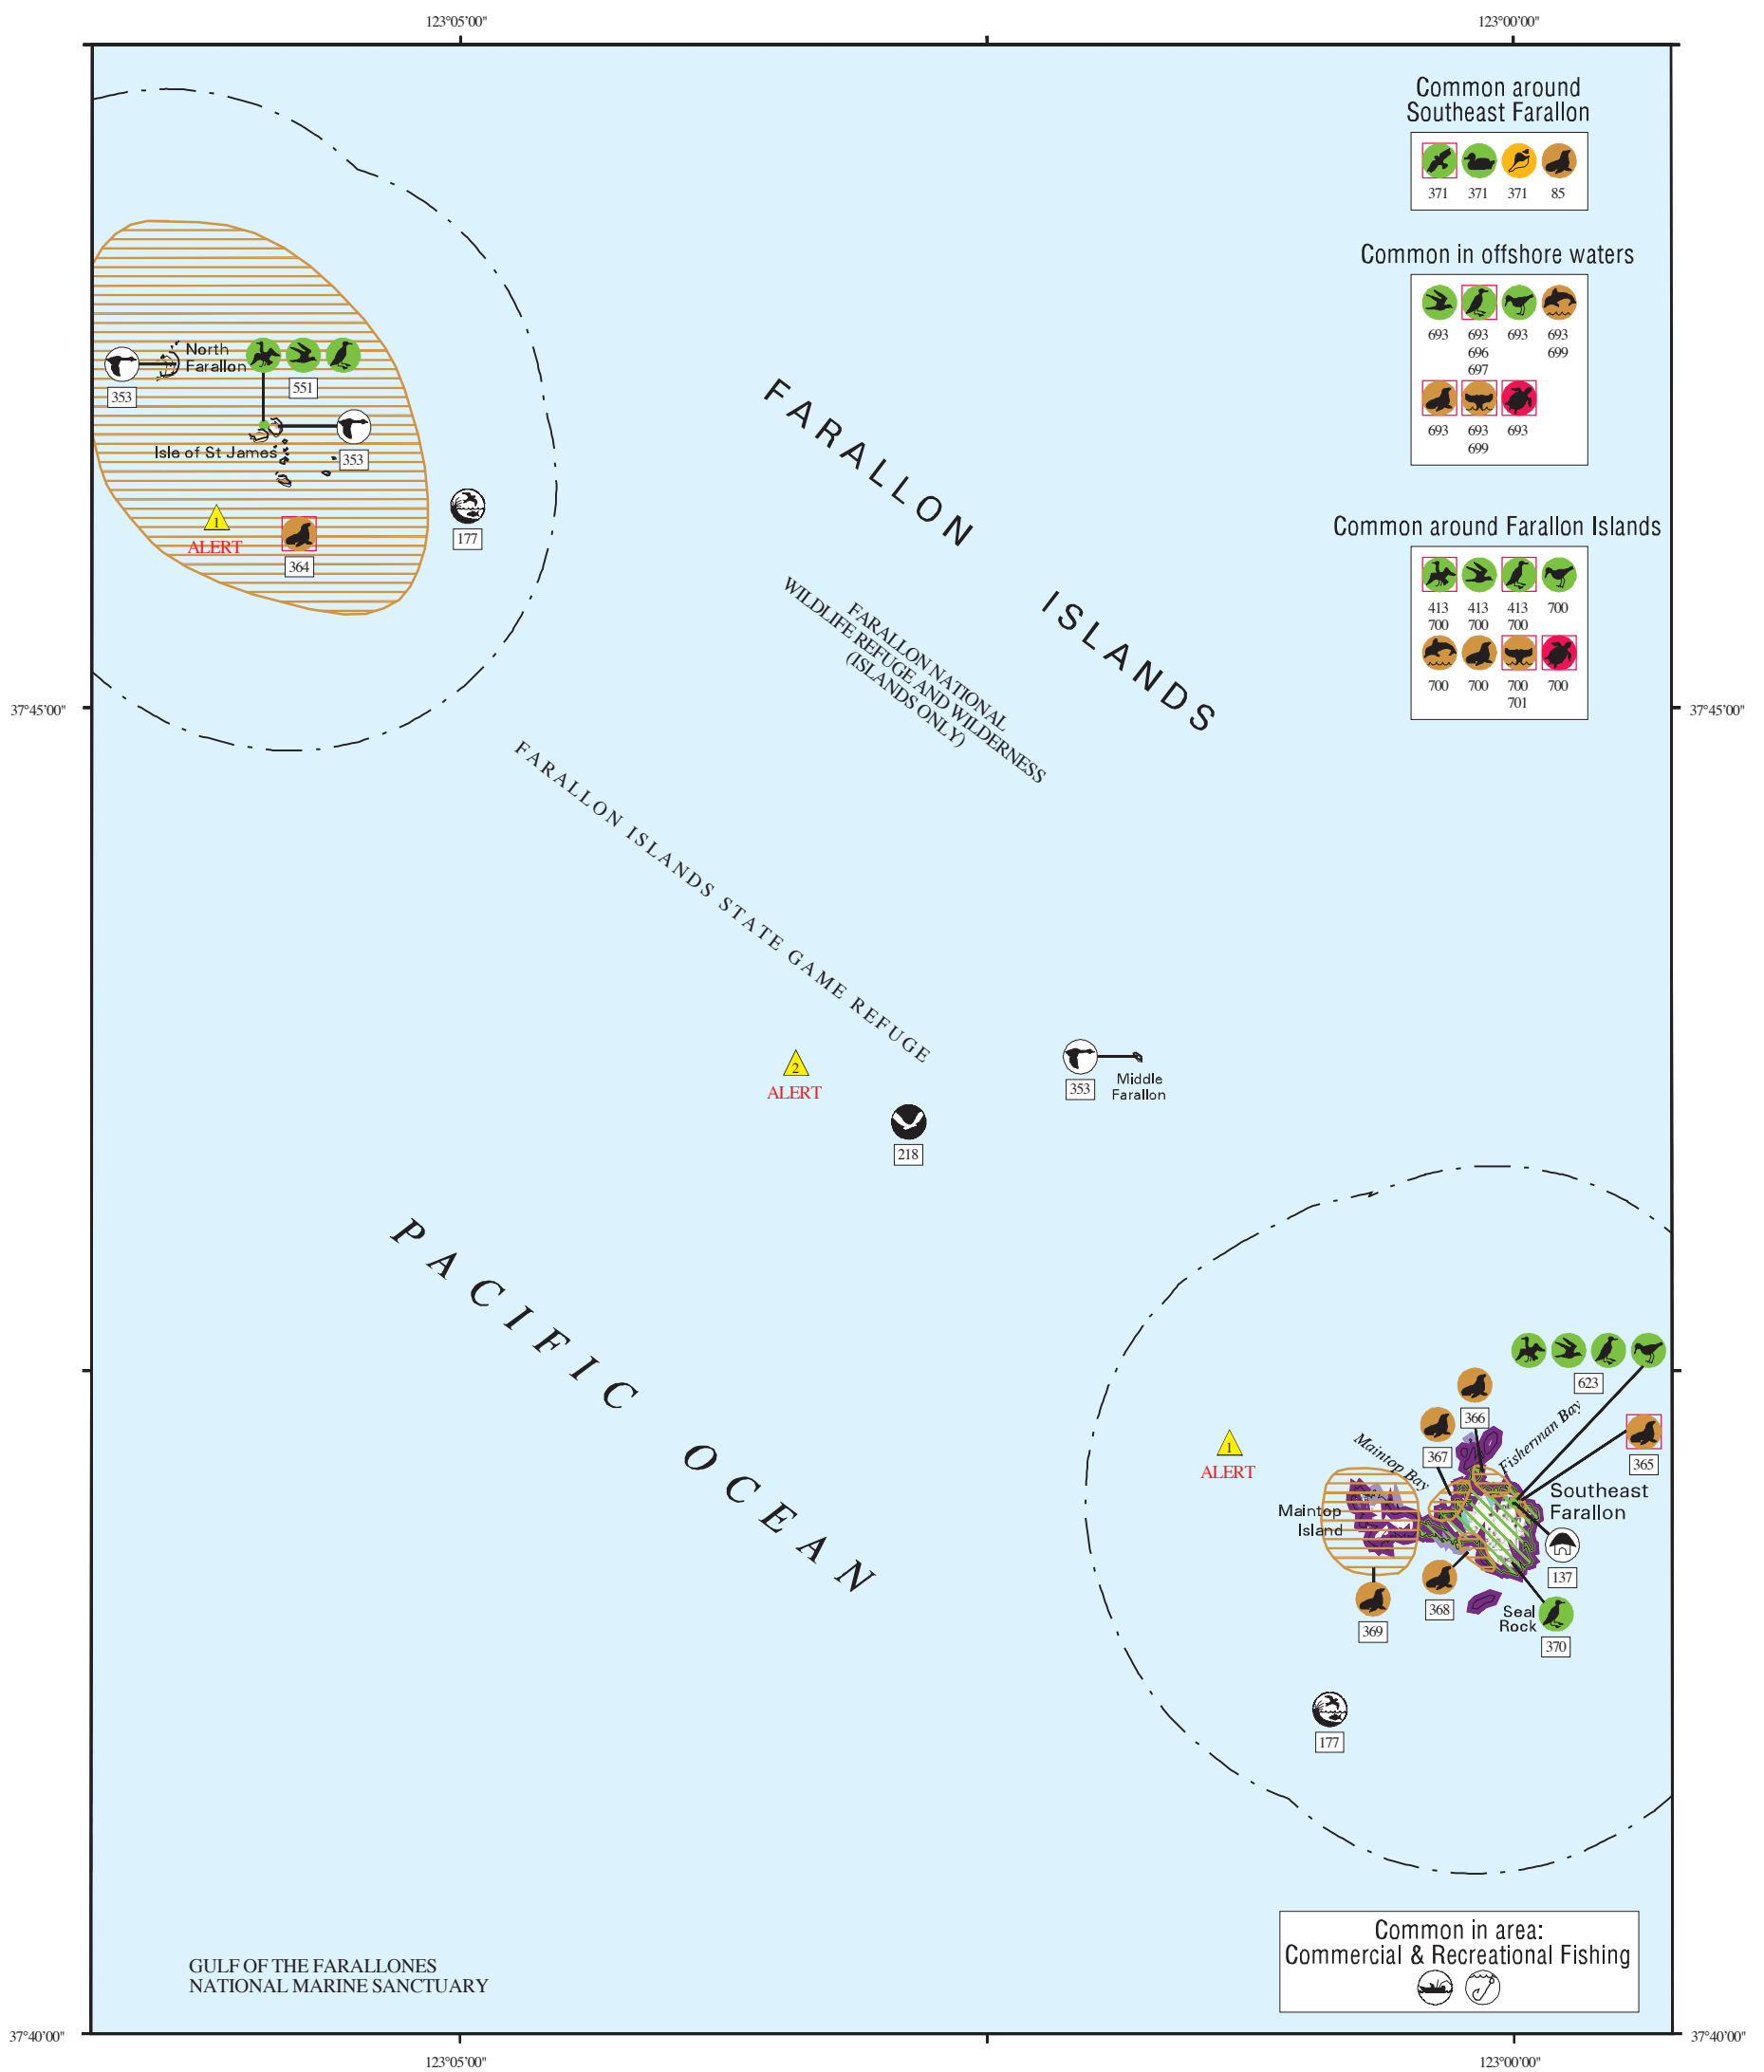 123°05'00"
123°00'00"
Common around
Southeast Farallon
371 371 371 85
Common in offshore waters
693 693 693 693
696 699
697
693 693 693
699
Common around Farallon Islands
413 413 413 700
700 700 700
700 700 700 700
701
North
Farallon
353
551
Isle of St James
353
1
ALERT
364
177
FARALLON ISLANDS
FARALLON NATIONAL
WILDLIFE REFUGE AND WILDERNESS
(ISLANDS ONLY)
37°45'00"
37°45'00"
FARALLON ISLANDS STATE GAME REFUGE
2
ALERT
218
353
Middle
Farallon
PACIFIC OCEAN
623
366
367
365
Maintop Bay
Fisherman Bay
1
ALERT
Southeast
Farallon
Maintop
Island
137
368
369
Seal
Rock
370
177
Common in area:
Commercial & Recreational Fishing
GULF OF THE FARALLONES
NATIONAL MARINE SANCTUARY
37°40'00"
37°40'00"
123°05'00"
123°00'00"